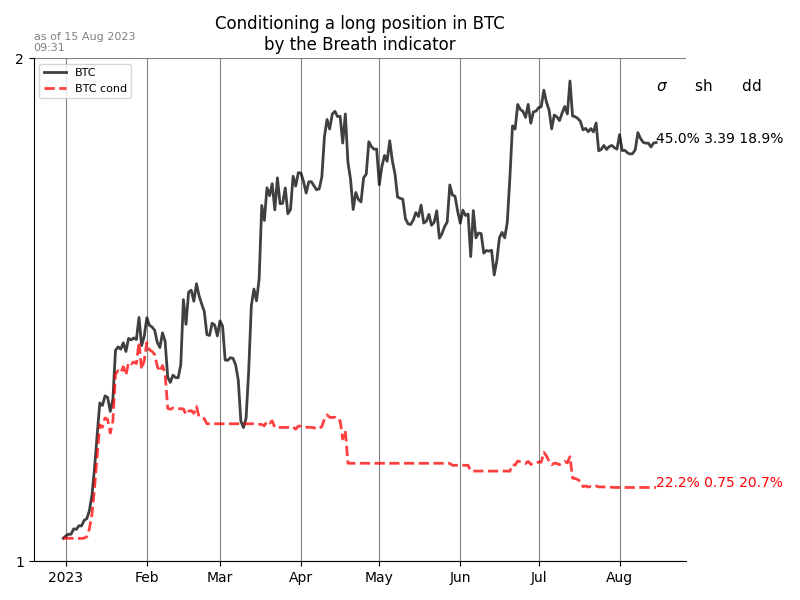 Conditioning a long position in BTC
by the Breath indicator
as of 15 Aug 2023
09:31
2
BTC
BTC cond
σ sh dd
45.0% 3.39 18.9%
22.2% 0.75 20.7%
1
2023 Feb Mar Apr May Jun Jul Aug